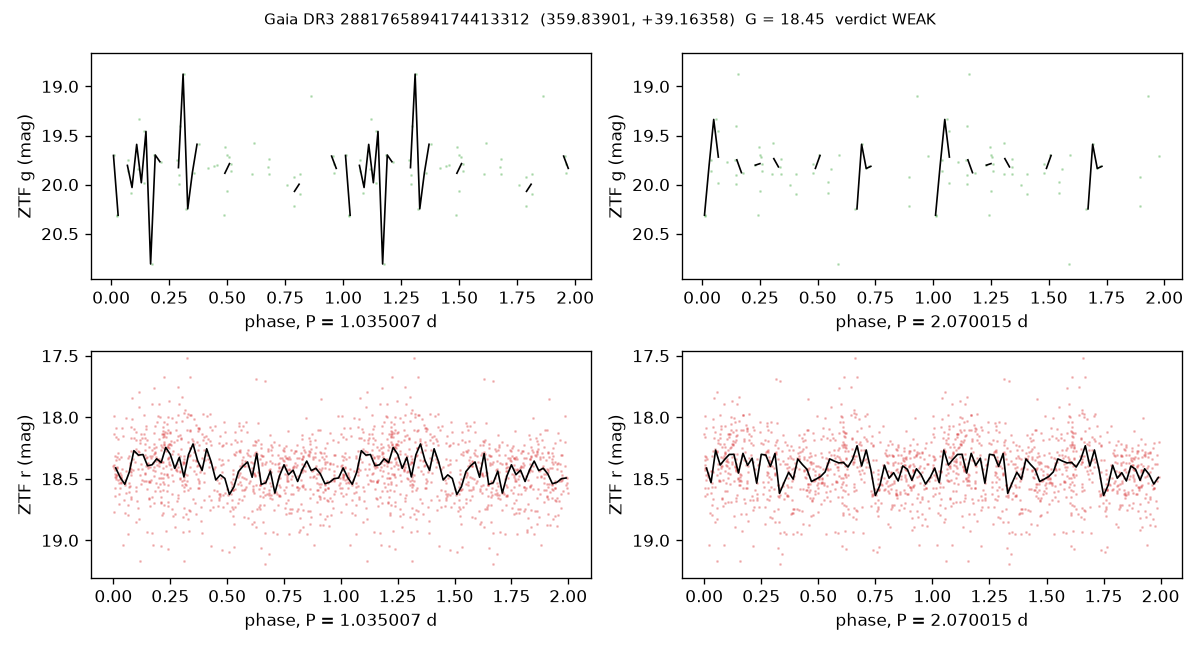 Gaia DR3 2881765894174413312  (359.83901, +39.16358)  G = 18.45  verdict WEAK
ZTF g (mag)
19.0
19.5
20.0
20.5
0.00 0.25 0.50 0.75 1.00 1.25 1.50 1.75 2.00
phase, P = 1.035007 d
ZTF g (mag)
19.0
19.5
20.0
20.5
0.00 0.25 0.50 0.75 1.00 1.25 1.50 1.75 2.00
phase, P = 2.070015 d
ZTF r (mag)
17.5
18.0
18.5
19.0
0.00 0.25 0.50 0.75 1.00 1.25 1.50 1.75 2.00
phase, P = 1.035007 d
ZTF r (mag)
17.5
18.0
18.5
19.0
0.00 0.25 0.50 0.75 1.00 1.25 1.50 1.75 2.00
phase, P = 2.070015 d